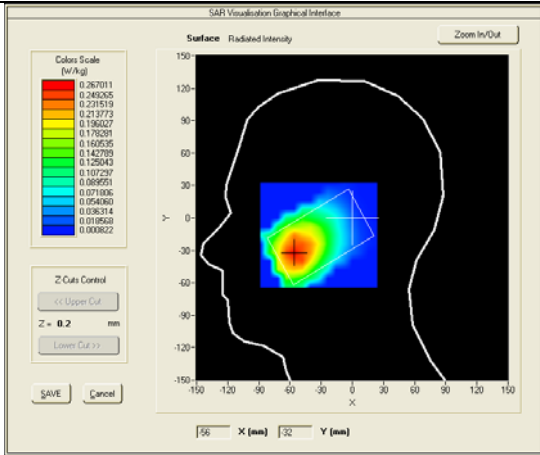 SAR Visualisation Graphical Interface
Surface Radiated Intensity
Zoom In/Out
Colors Scale
(W/kg)
0.267011
0.249265
0.231519
0.213773
0.196027
0.178281
0.160535
0.142789
0.125043
0.107297
0.089551
0.071806
0.054060
0.036314
0.018568
0.000822
150-
120-
90-
60-
30-
0-
-30-
-60-
-90-
-120-
-150-
Y
-150 -120 -90 -60 -30 0 30 60 90 120 150
X
Z Cuts Control
<< Upper Cut
Z = 0.2 mm
Lower Cut >>
SAVE Cancel
-56 X (mm) -32 Y (mm)